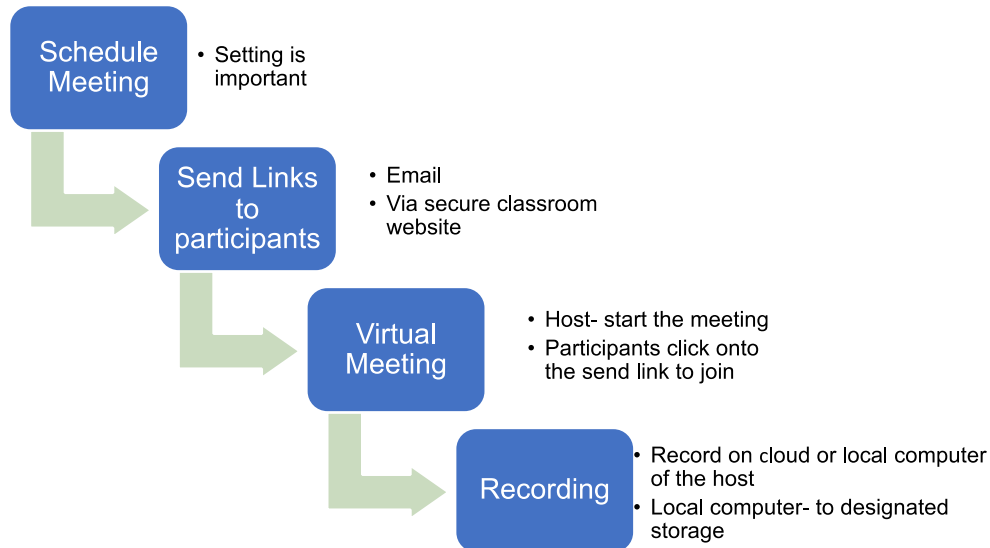 Schedule
Meeting
• Setting is
important
Send Links
to
participants
• Email
• Via secure classroom
website
Virtual
Meeting
• Host- start the meeting
• Participants click onto
the send link to join
Recording
• Record on cloud or local computer
of the host
• Local computer- to designated
storage